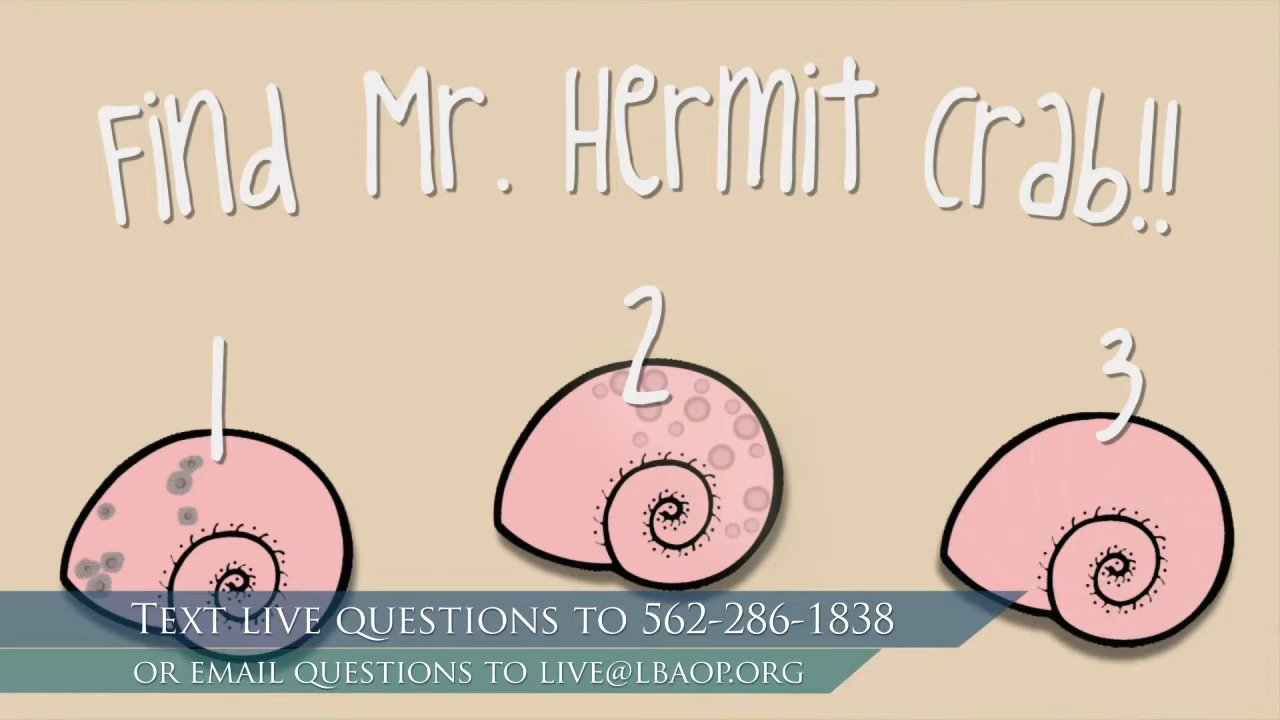 Find Mr. Hermit Crab!!
1 2 3
TEXT LIVE QUESTIONS TO 562-286-1838
OR EMAIL QUESTIONS TO LIVE@LBAOP.ORG